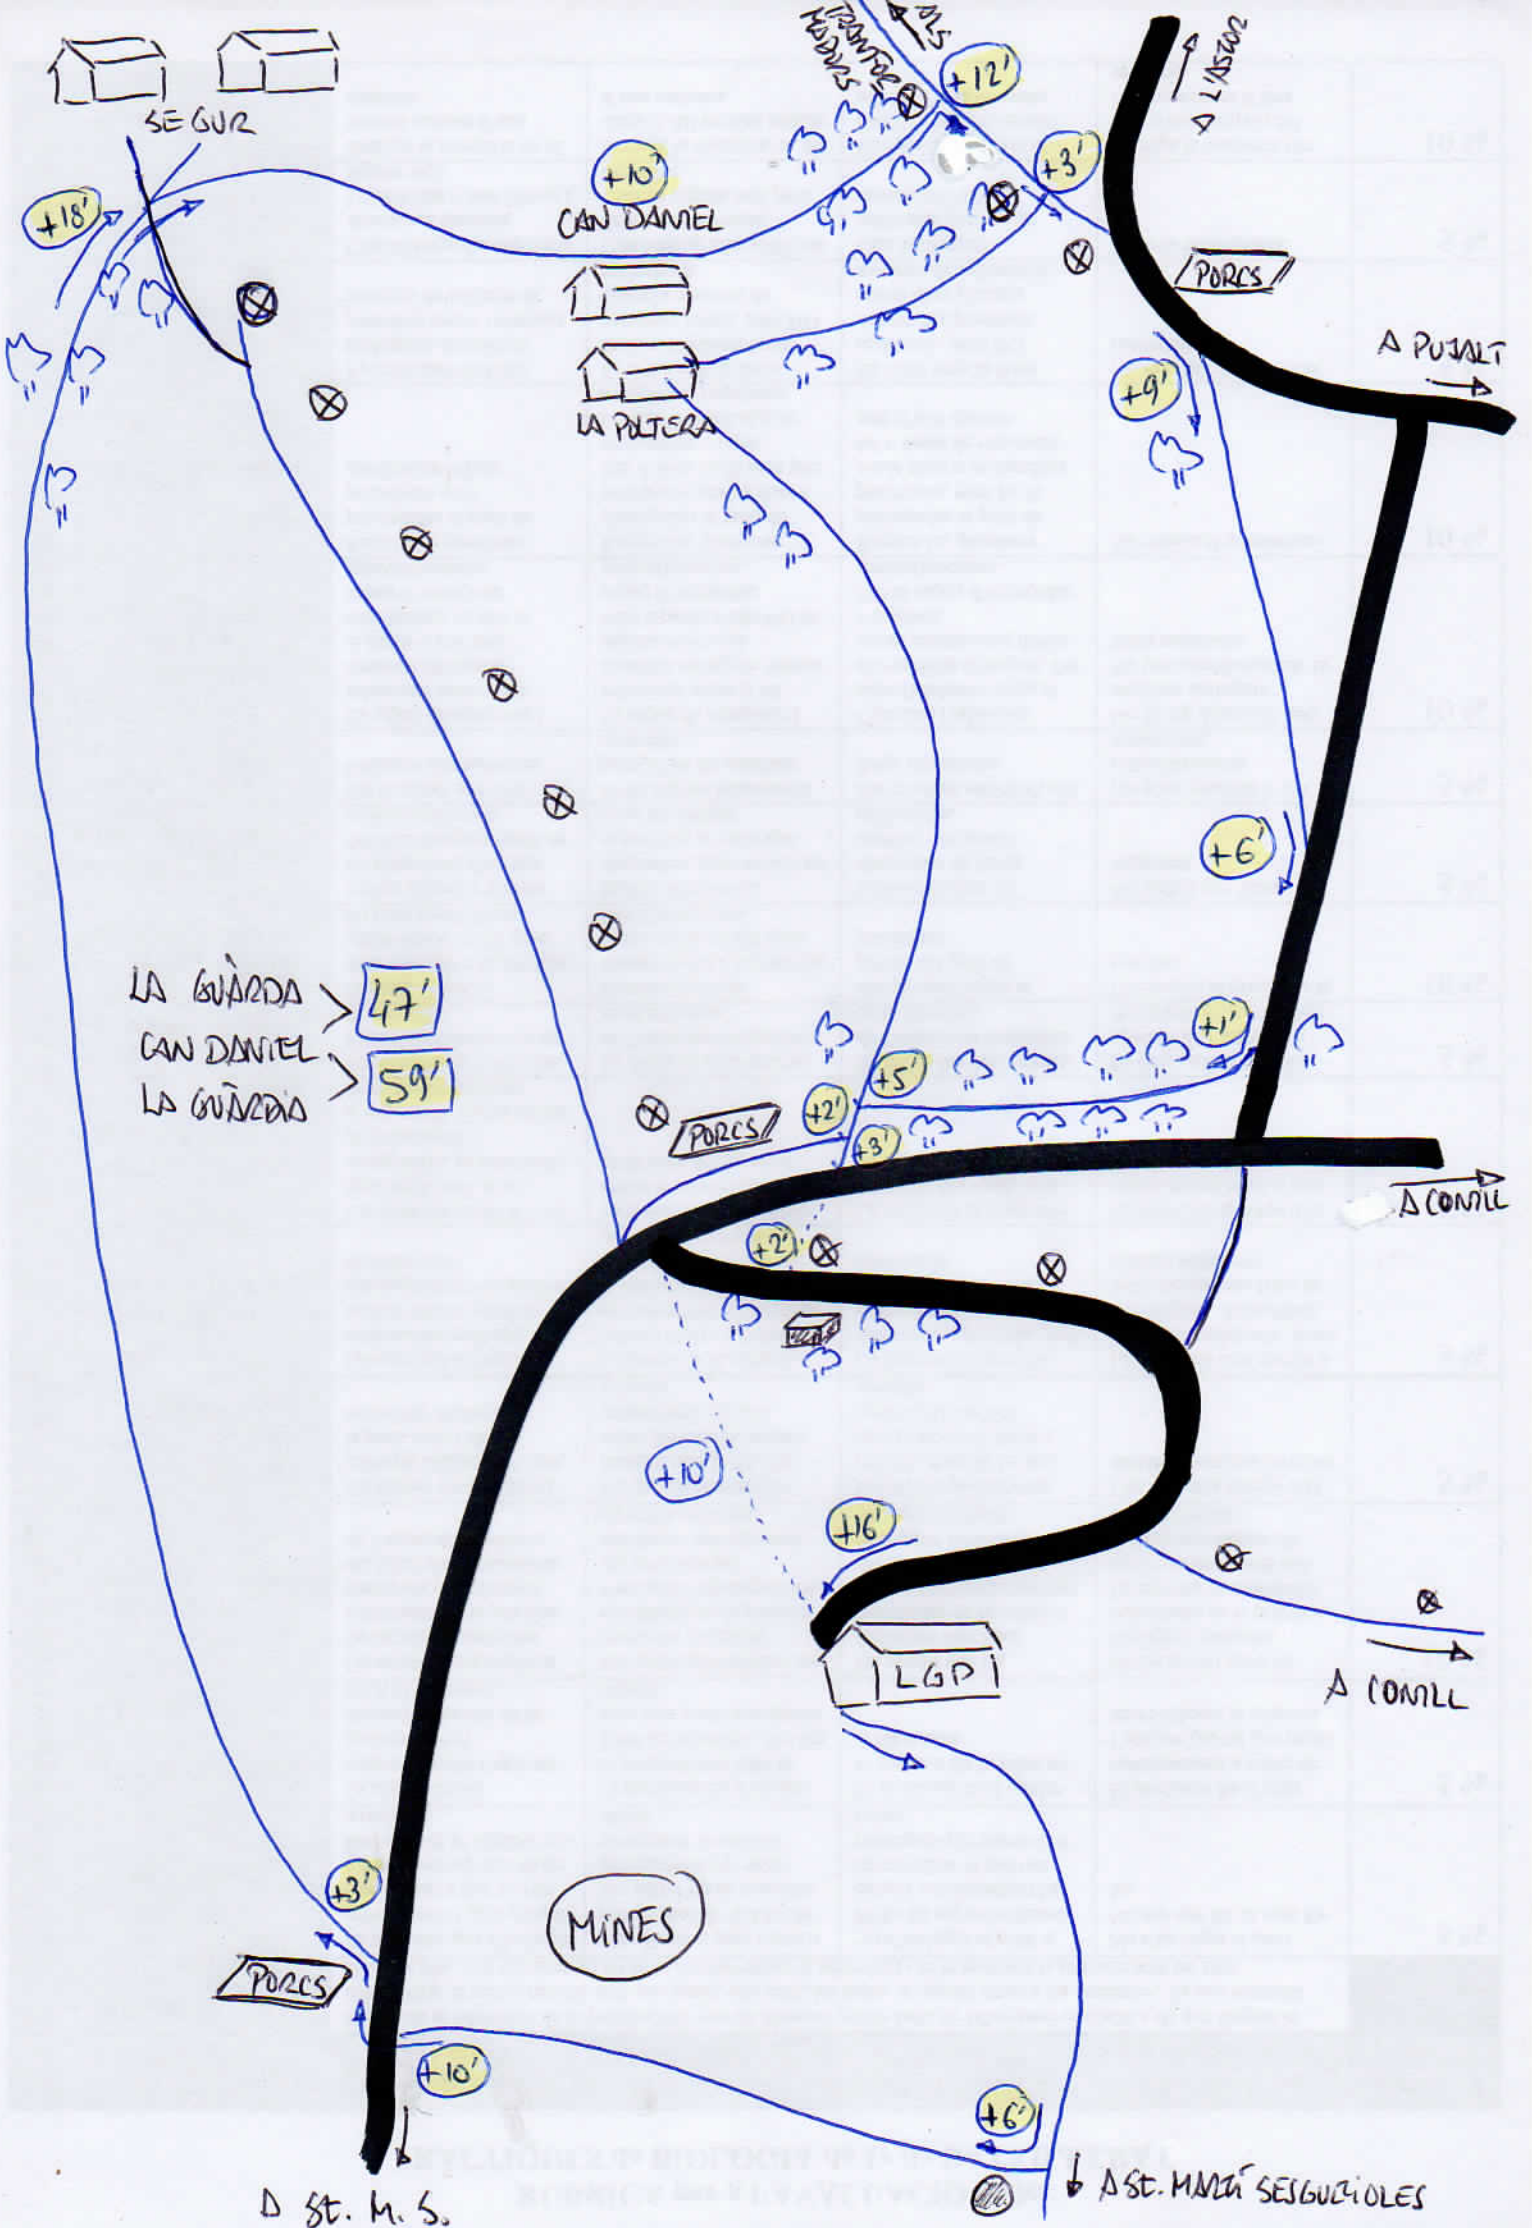 SEGUR
+18'
+10'
CAN DANIEL
+12'
+3'
A L'ASTOR
PORCS
A PUJALT
+9'
LA POLTERA
+6'
LA GUÀRDA
47'
CAN DANIEL
LA GUÀRDIA
59'
+1'
+5'
+2'
+3'
PORCS
A CONILL
+2'
+10'
+16'
LGP
A CONILL
+3'
MINES
PORCS
+10'
+6'
A ST. M. S.
A ST. MARTÍ SESGUEIOLES